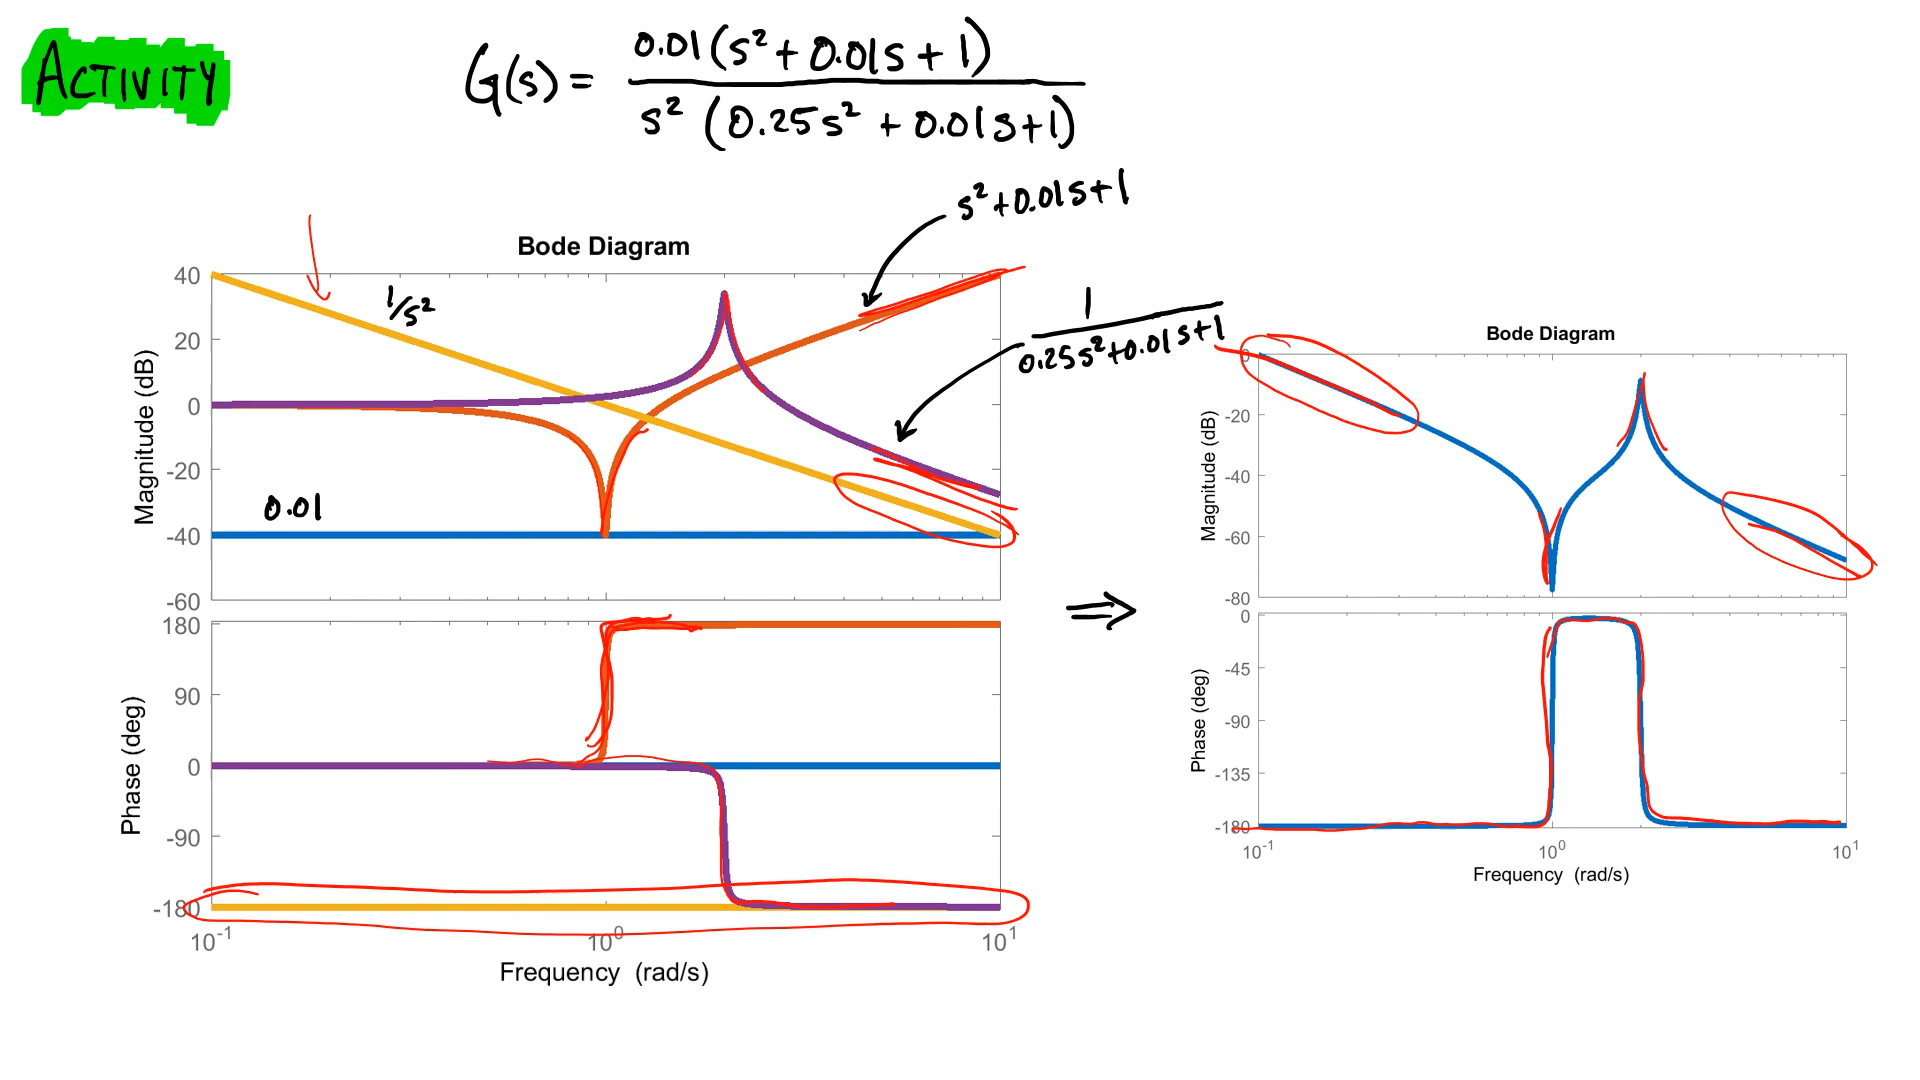 ACTIVITY
G(s) = 0.01(s² + 0.01s + 1)
s² (0.25s² + 0.01s+1)
s²+0.01s+1
Bode Diagram
40
20
0
-20
-40
-60
Magnitude (dB)
1/s²
0.01
1
0.25s²+0.01s+1
180
90
0
-90
-180
Phase (deg)
10⁻¹
10⁰
10¹
Frequency (rad/s)
⇒
Bode Diagram
0
-20
-40
-60
-80
Magnitude (dB)
0
-45
-90
-135
-180
Phase (deg)
10⁻¹
10⁰
10¹
Frequency (rad/s)